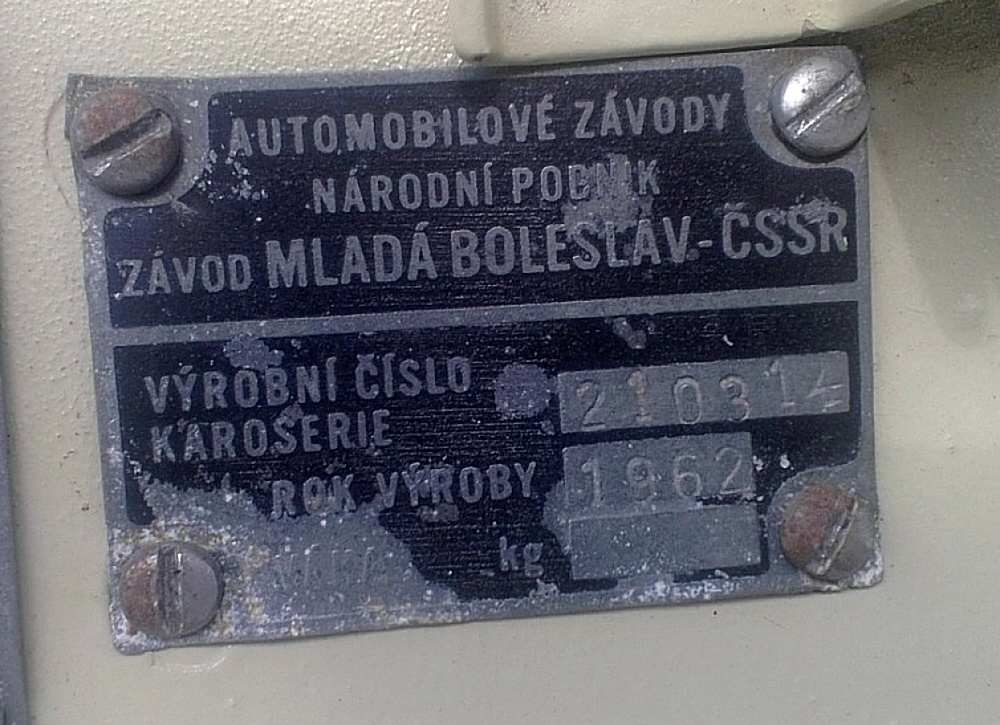 AUTOMOBILOVÉ ZÁVODY
NÁRODNÍ PODNIK
ZÁVOD MLADÁ BOLESLAV-ČSSR
VÝROBNÍ ČÍSLO
KAROSERIE 210314
ROK VÝROBY 1962
kg